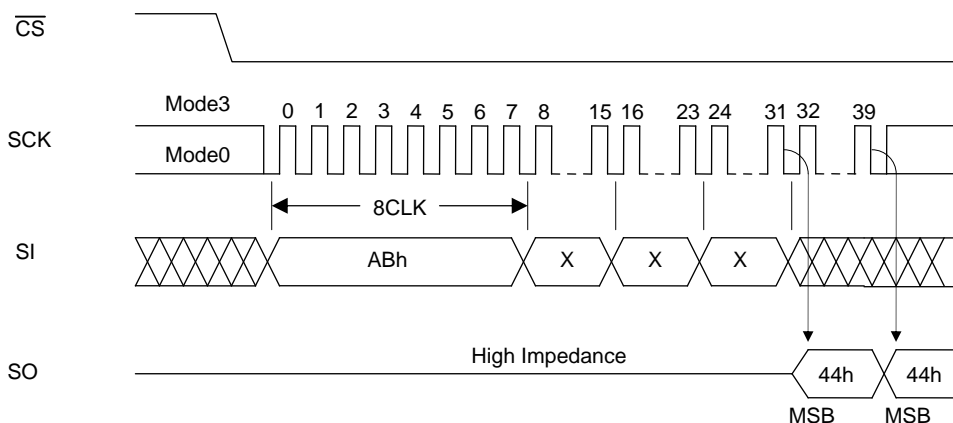 CS
Mode3
0 1 2 3 4 5 6 7 8 15 16 23 24 31 32 39
SCK
Mode0
8CLK
SI
ABh X X X
High Impedance
SO
44h 44h
MSB MSB